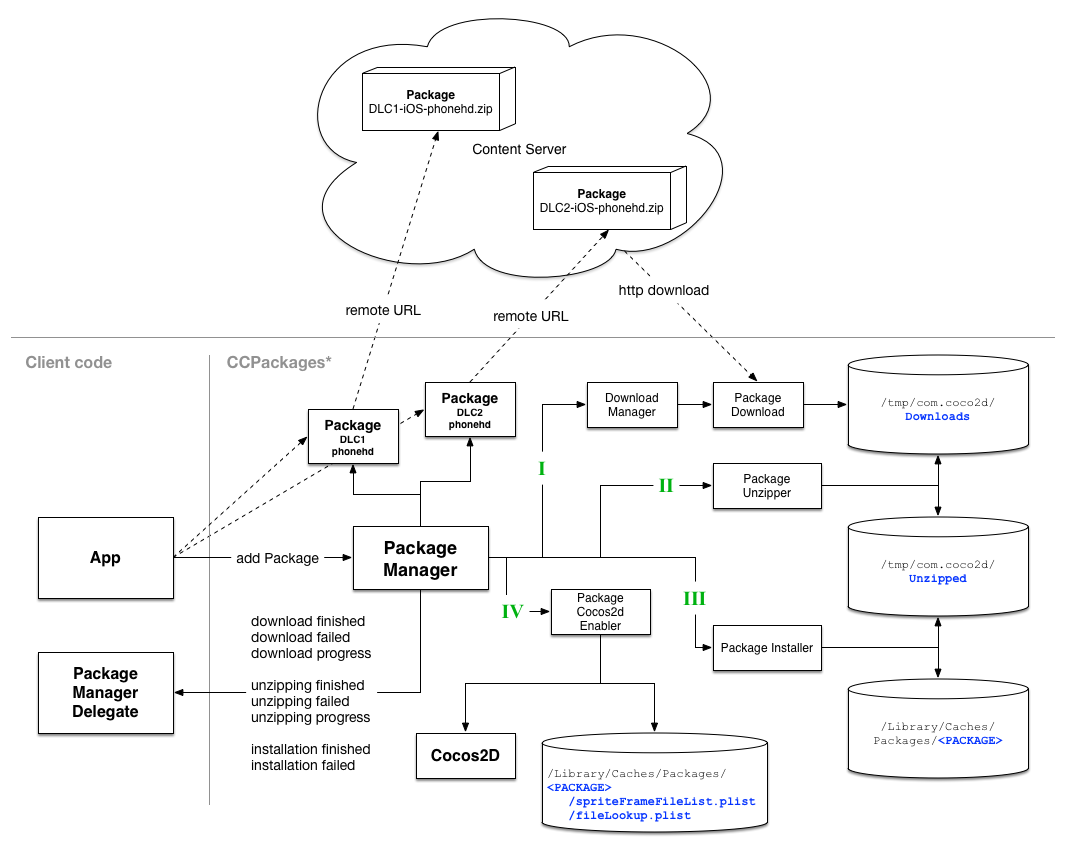 Package
DLC1-iOS-phonehd.zip
Content Server
Package
DLC2-iOS-phonehd.zip
remote URL
remote URL
http download
Client code
CCPackages*
Package
DLC1
phonehd
Package
DLC2
phonehd
Download
Manager
Package
Download
/tmp/com.coco2d/
Downloads
I
II
Package
Unzipper
App
add Package
Package
Manager
/tmp/com.coco2d/
Unzipped
III
IV
Package
Cocos2d
Enabler
Package Installer
download finished
download failed
download progress
unzipping finished
unzipping failed
unzipping progress
installation finished
installation failed
Package
Manager
Delegate
Cocos2D
/Library/Caches/Packages/
<PACKAGE>
/spriteFrameFileList.plist
/fileLookup.plist
/Library/Caches/
Packages/<PACKAGE>